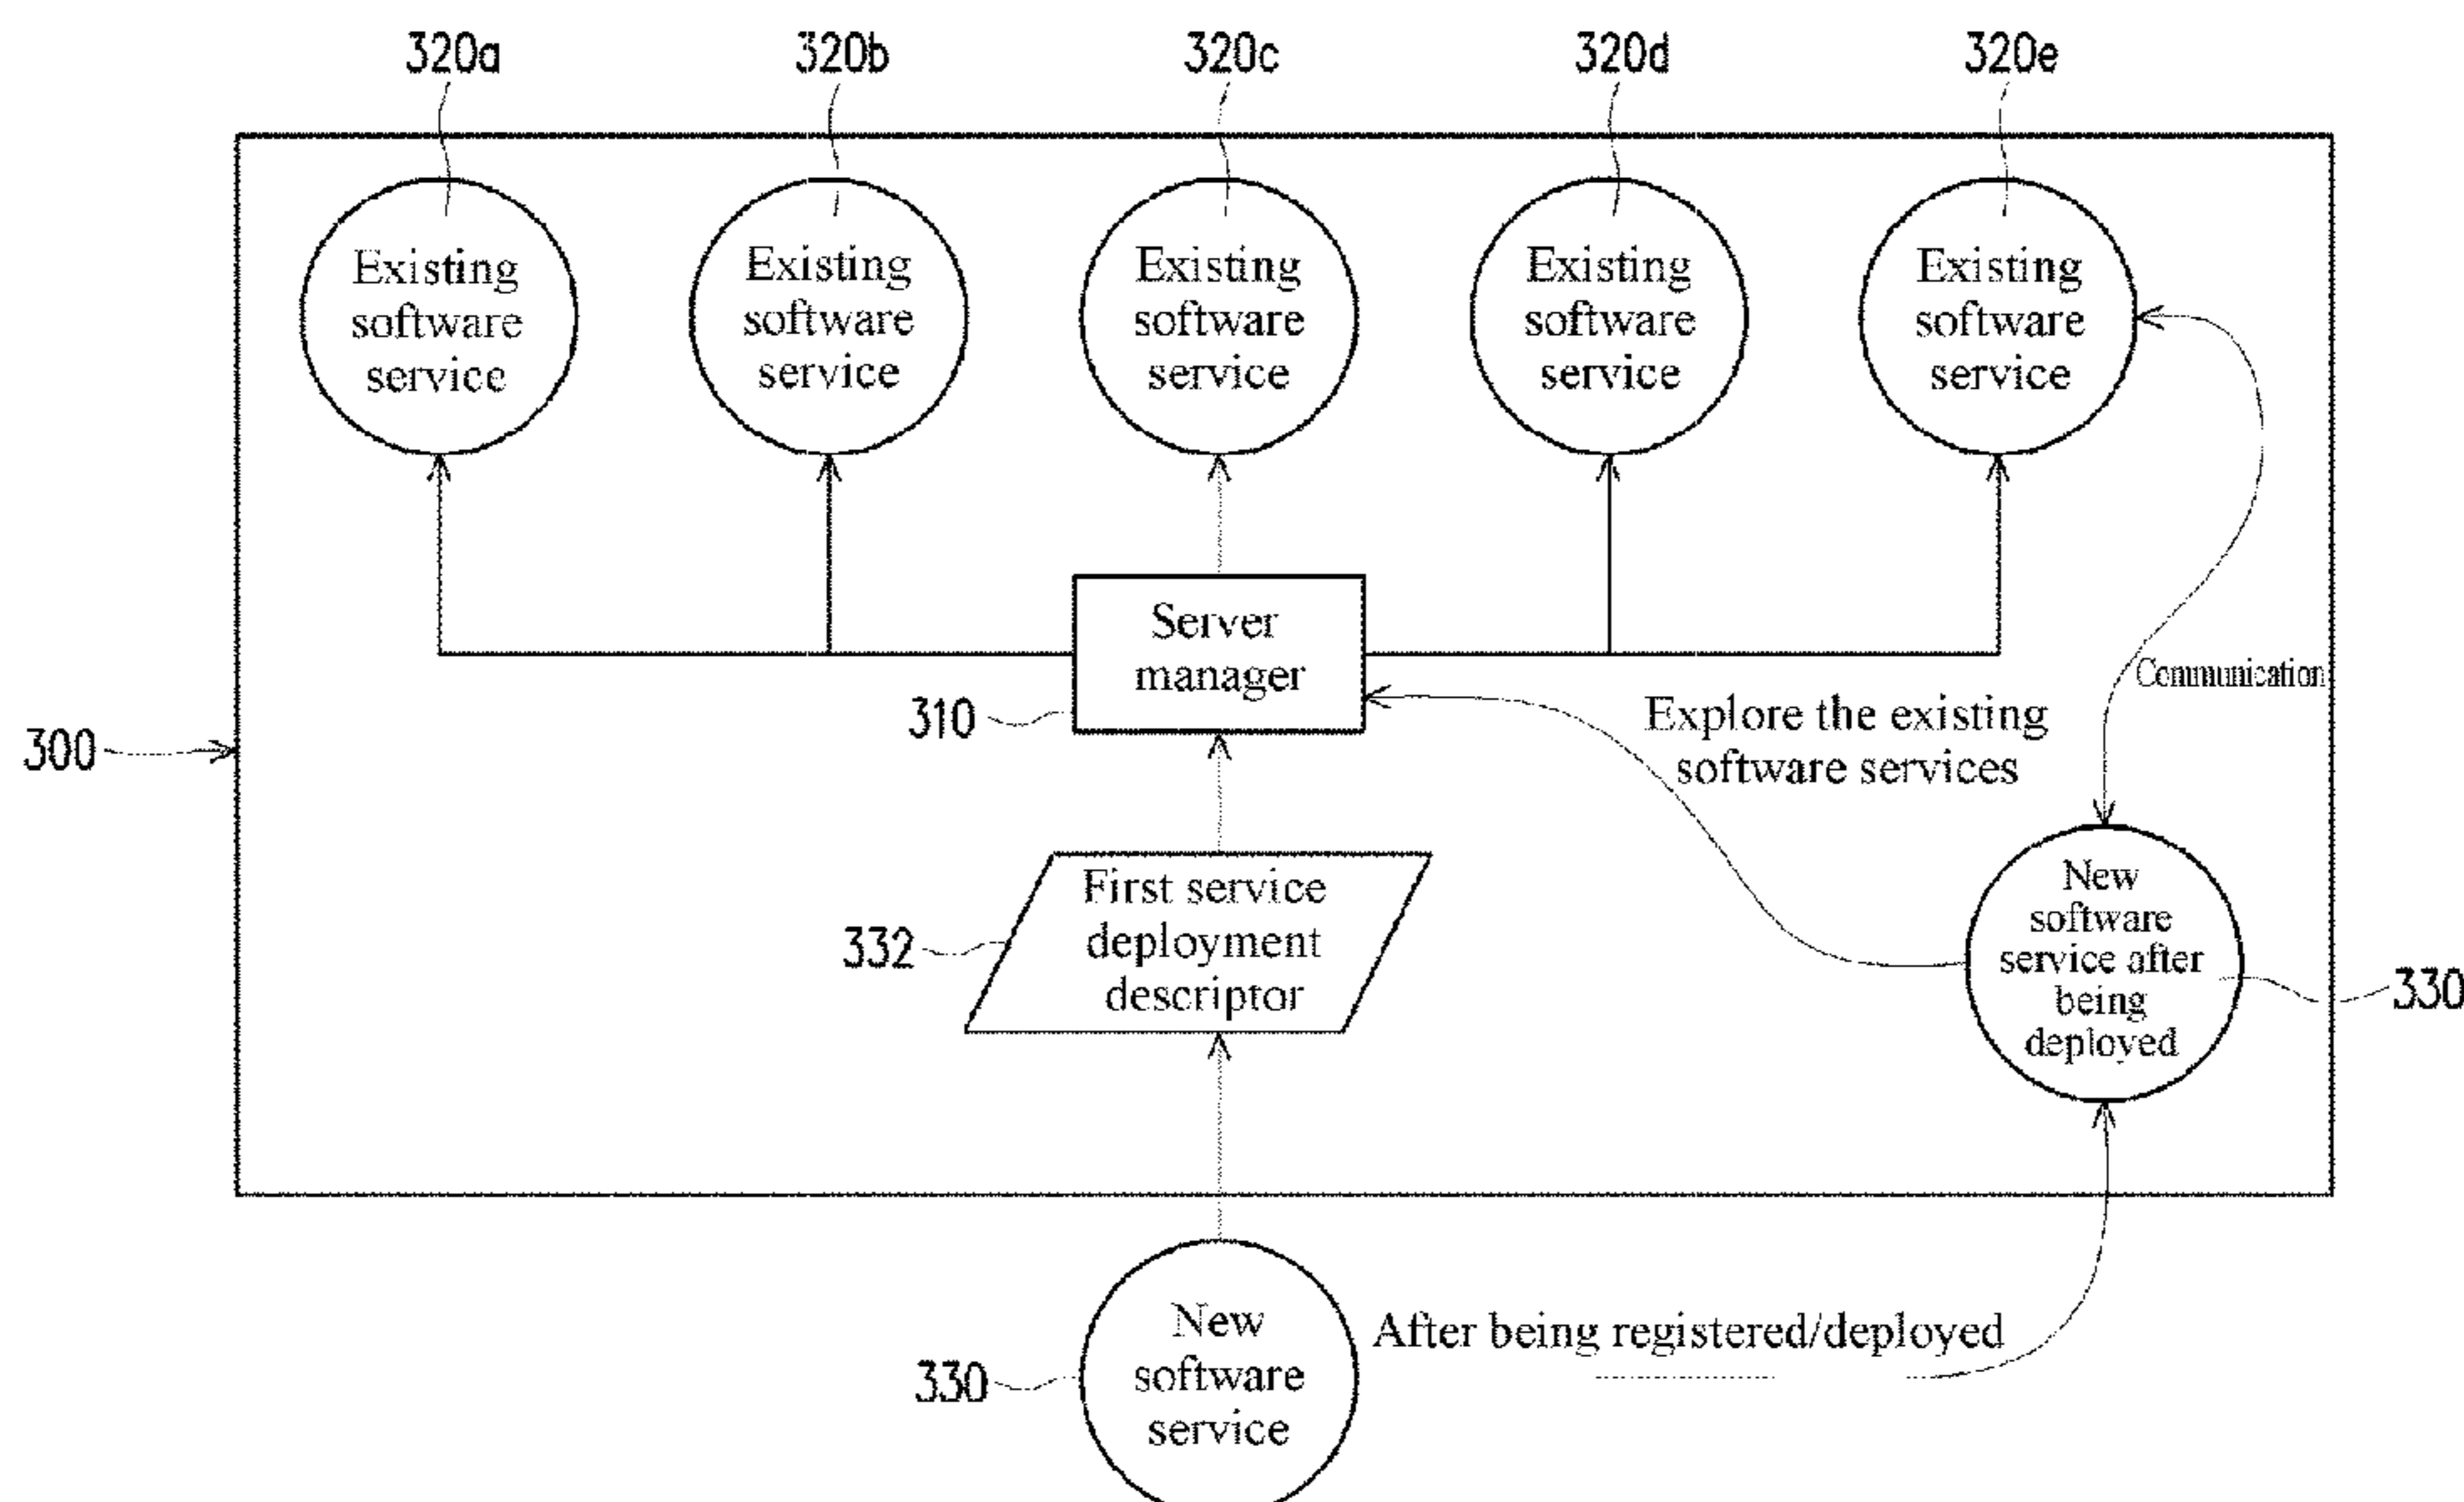 320a
320b
320c
320d
320e
Existing
software
service
Existing
software
service
Existing
software
service
Existing
software
service
Existing
software
service
Server
manager
310
Communication
Explore the existing
software services
300
First service
deployment
descriptor
332
New
software
service after
being
deployed
330
After being registered/deployed
New
software
service
330